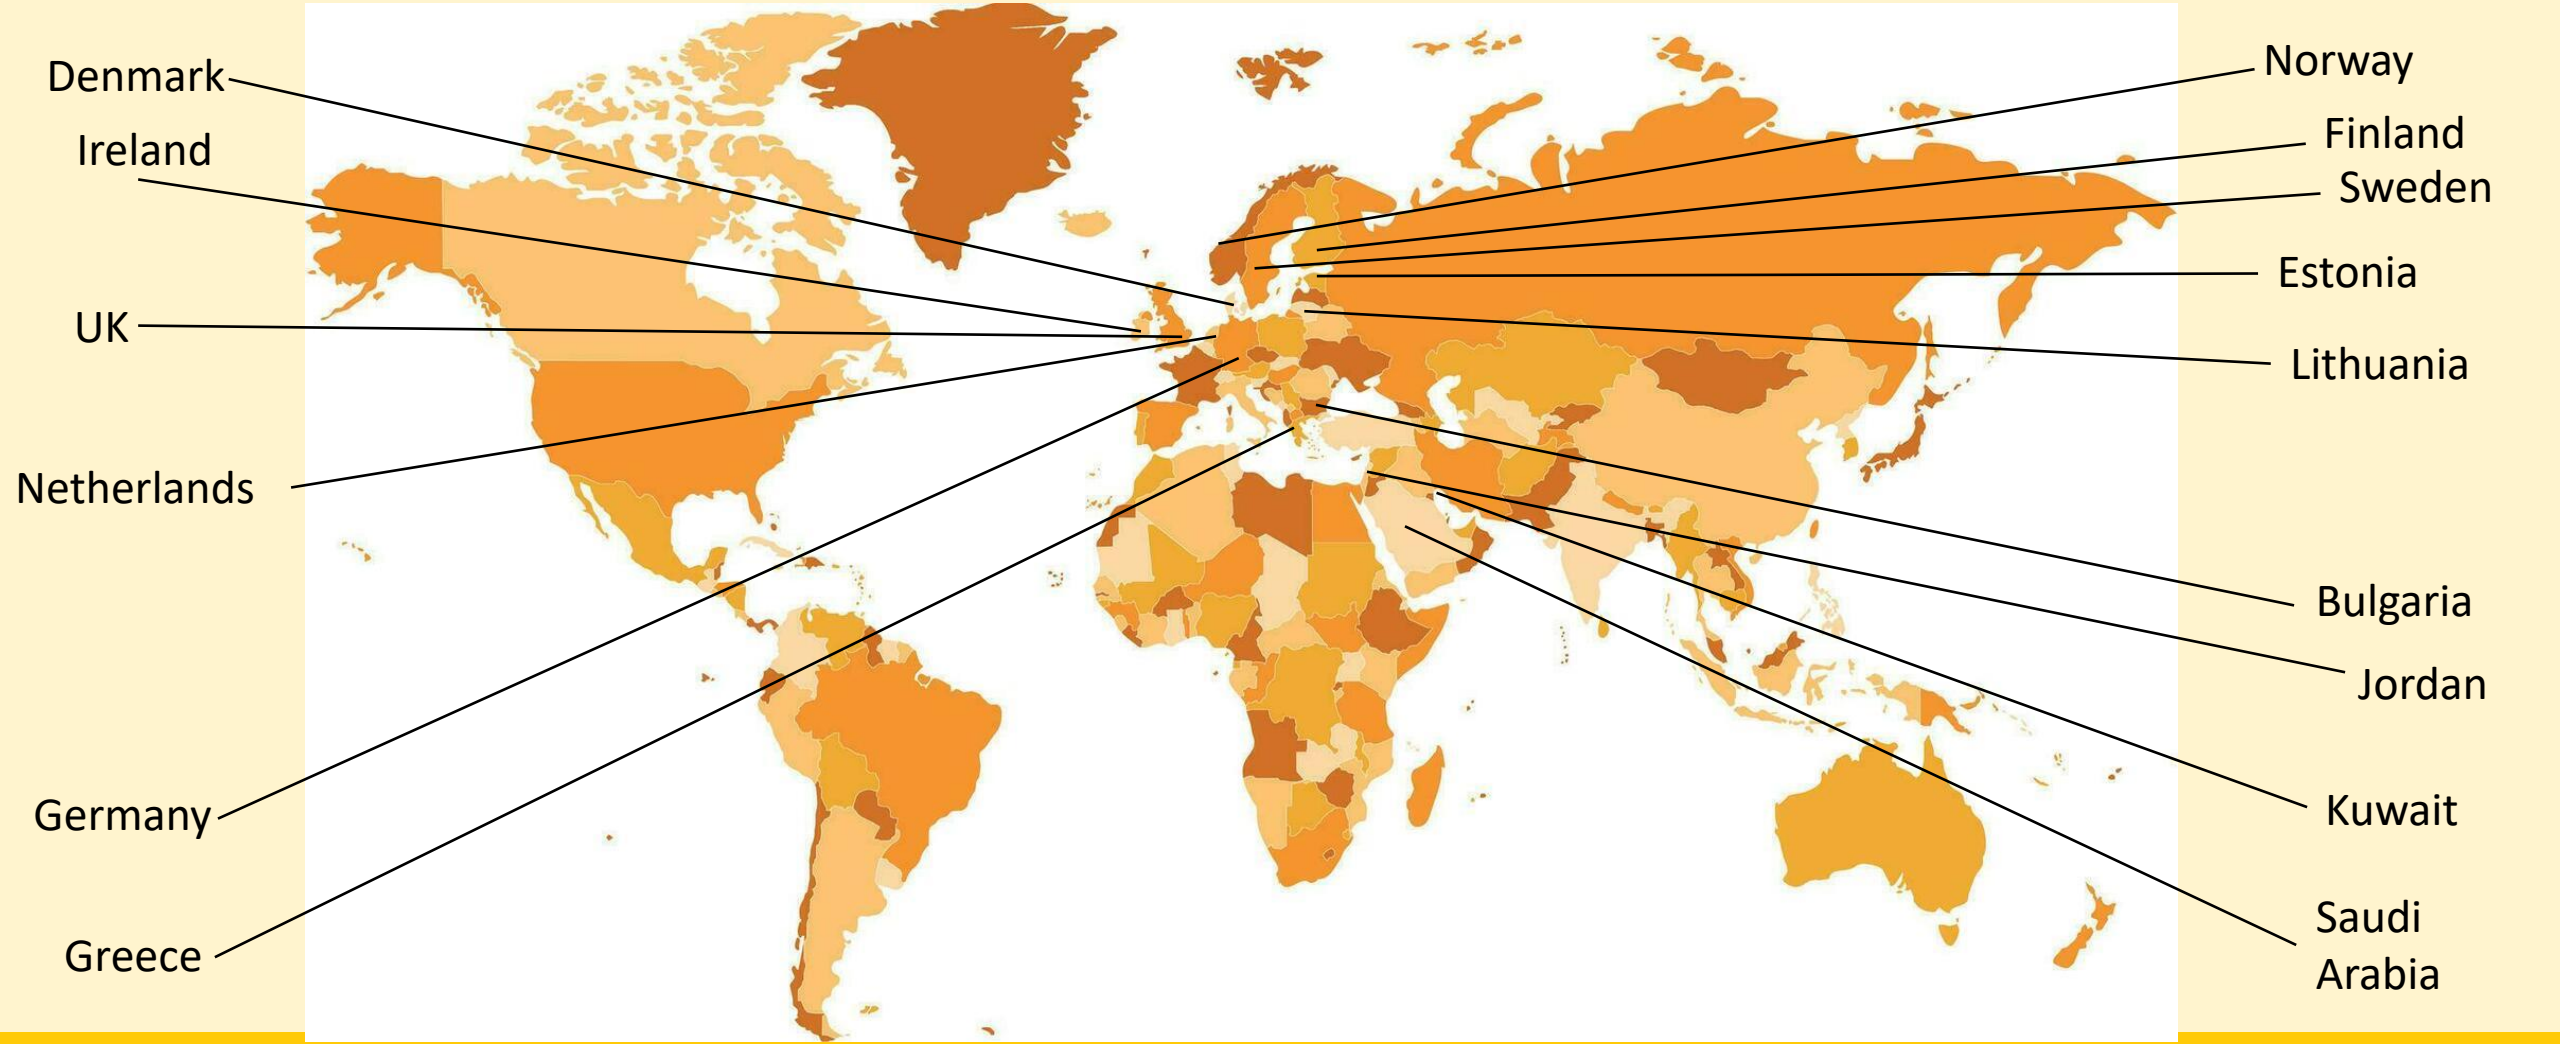 Denmark
Ireland
UK
Netherlands
Germany
Greece
Norway
Finland
Sweden
Estonia
Lithuania
Bulgaria
Jordan
Kuwait
Saudi
Arabia